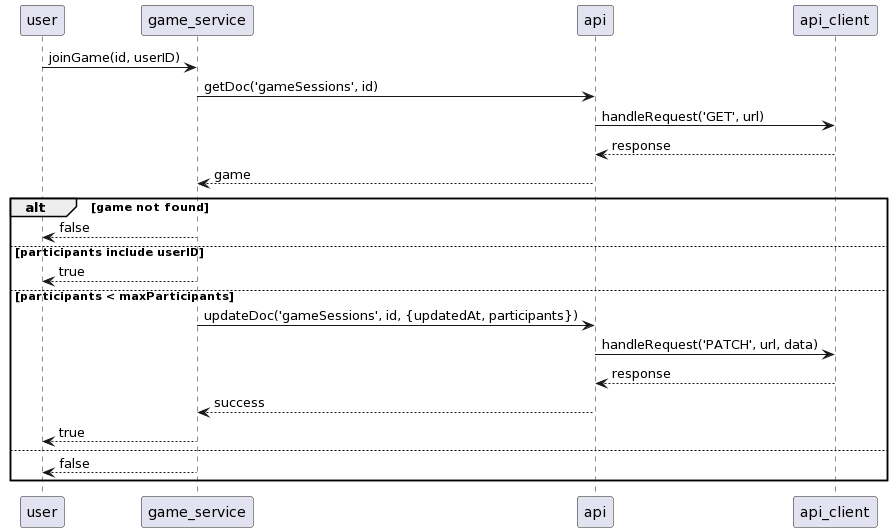 user game_service api api_client
joinGame(id, userID)
getDoc('gameSessions', id)
handleRequest('GET', url)
response
game
alt [game not found]
false
[participants include userID]
true
[participants < maxParticipants]
updateDoc('gameSessions', id, {updatedAt, participants})
handleRequest('PATCH', url, data)
response
success
true
false
user game_service api api_client